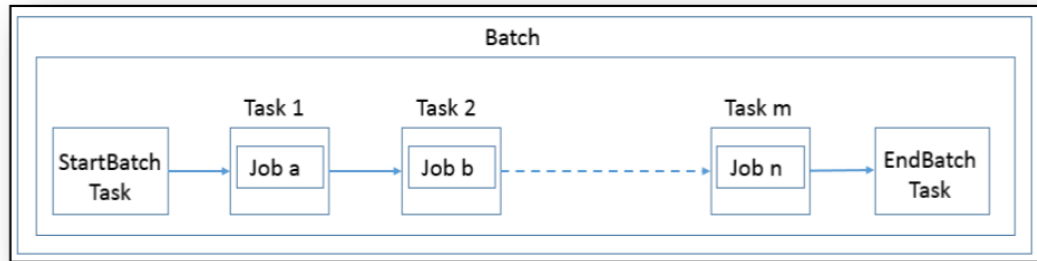 Batch
Task 1
Task 2
Task m
StartBatch
Task
Job a
Job b
Job n
EndBatch
Task